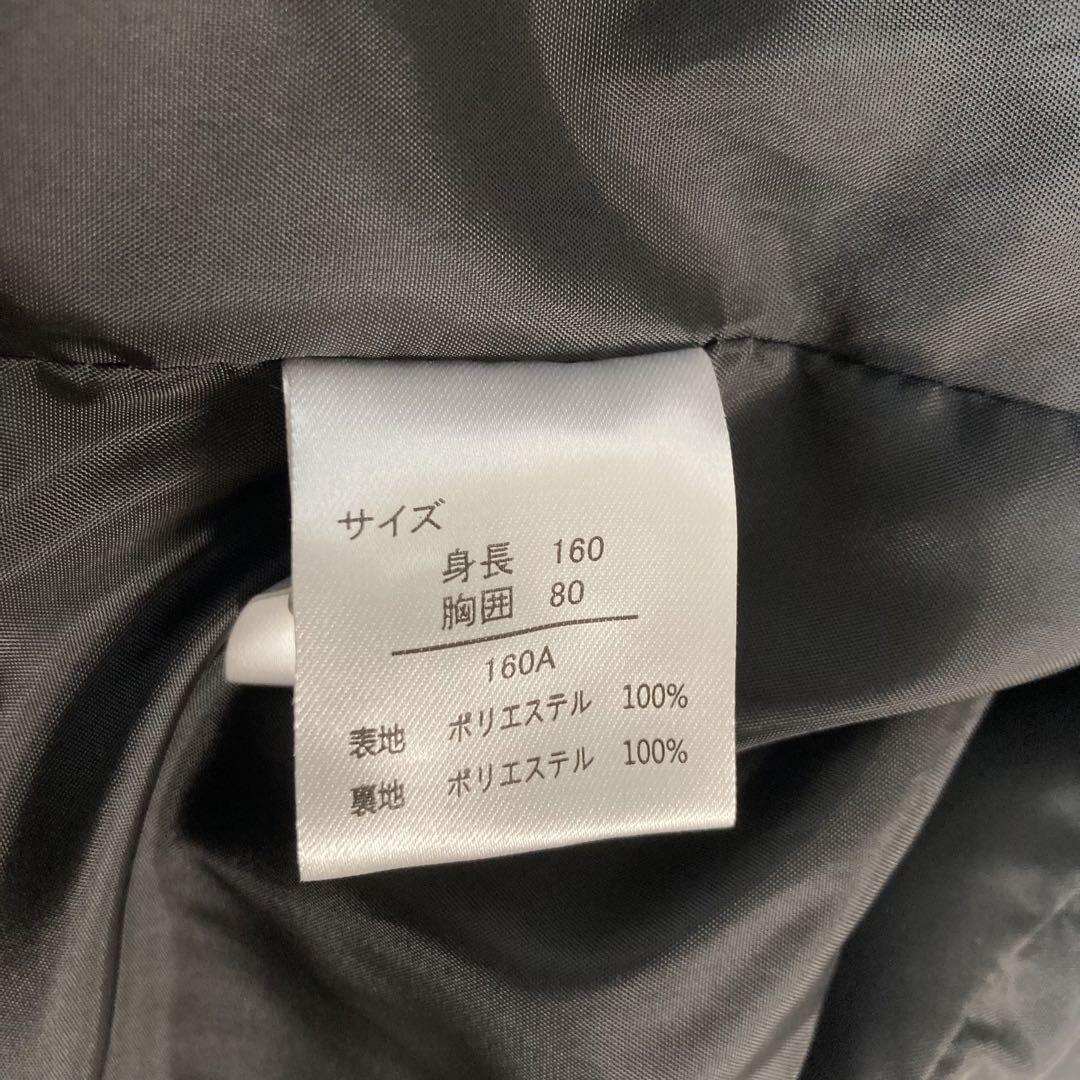 サイズ
身長 160
胸囲 80
160A
表地 ポリエステル 100%
裏地 ポリエステル 100%